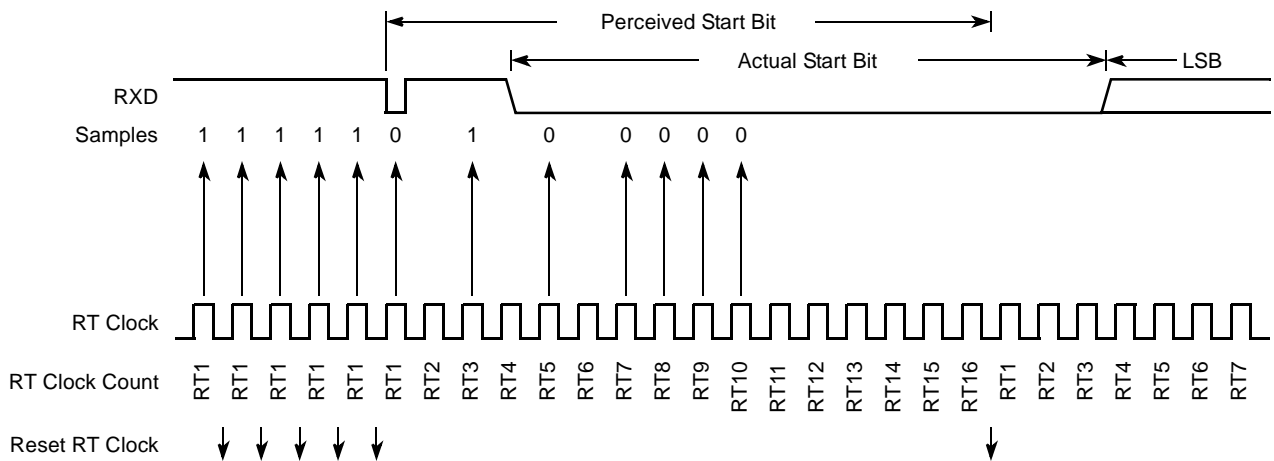 Perceived Start Bit
Actual Start Bit
LSB
RXD
Samples 1 1 1 1 1 0 1 0 0 0 0 0
RT Clock
RT Clock Count RT1 RT1 RT1 RT1 RT1 RT1 RT2 RT3 RT4 RT5 RT6 RT7 RT8 RT9 RT10 RT11 RT12 RT13 RT14 RT15 RT16 RT1 RT2 RT3 RT4 RT5 RT6 RT7
Reset RT Clock